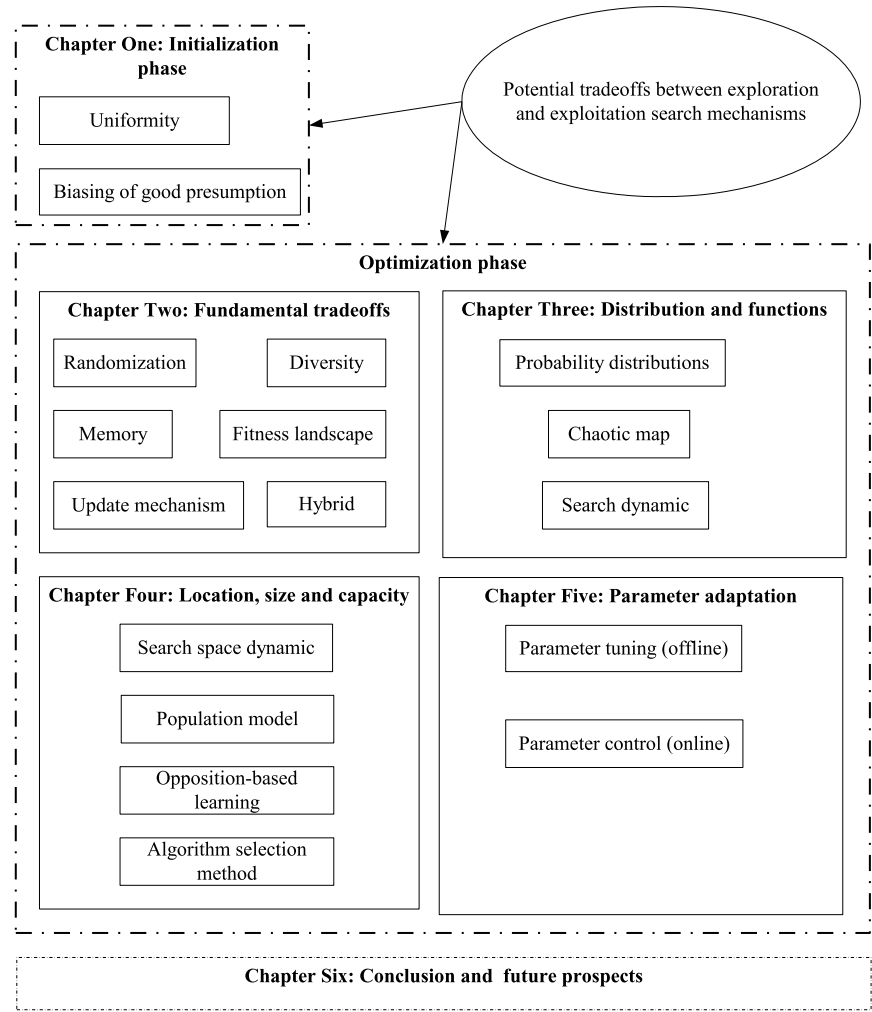 Chapter One: Initialization
phase
Uniformity
Biasing of good presumption
Potential tradeoffs between exploration
and exploitation search mechanisms
Optimization phase
Chapter Two: Fundamental tradeoffs
Randomization
Diversity
Memory
Fitness landscape
Update mechanism
Hybrid
Chapter Three: Distribution and functions
Probability distributions
Chaotic map
Search dynamic
Chapter Four: Location, size and capacity
Search space dynamic
Population model
Opposition-based
learning
Algorithm selection
method
Chapter Five: Parameter adaptation
Parameter tuning (offline)
Parameter control (online)
Chapter Six: Conclusion and  future prospects